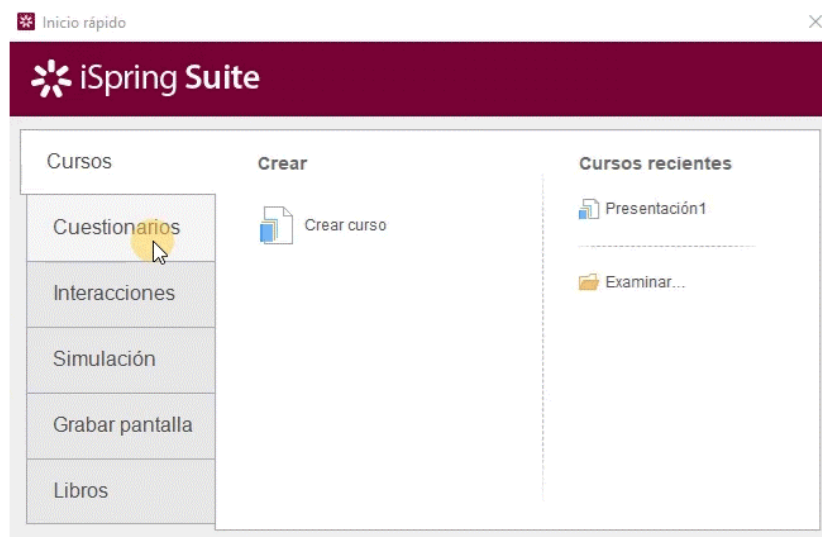 Inicio rápido
iSpring Suite
Cursos
Cuestionarios
Interacciones
Simulación
Grabar pantalla
Libros
Crear
Crear curso
Cursos recientes
Presentación1
Examinar...